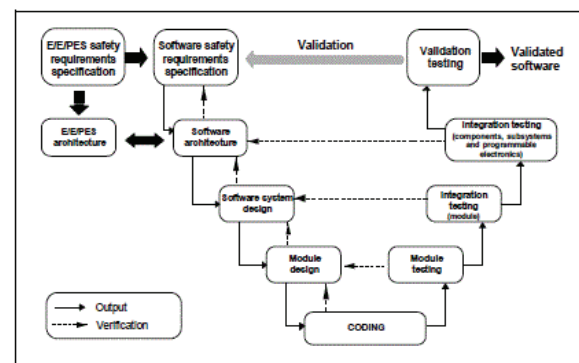 E/E/PES safety
requirements
specification
Software safety
requirements
specification
Validation
Validation
testing
Validated
software
E/E/PES
architecture
Software
architecture
Integration testing
(components, subsystems
and programmable
electronics)
Software system
design
Integration
testing
(module)
Module
design
Module
testing
CODING
Output
Verification